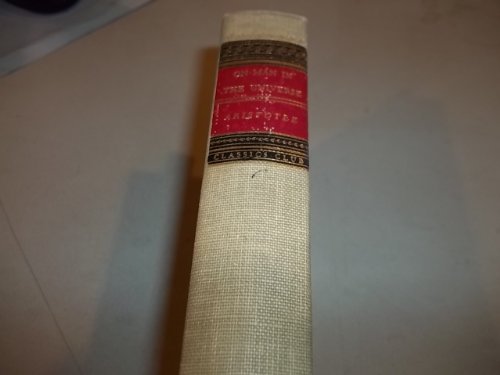 ON MAN IN
THE UNIVERSE
ARISTOTLE
CLASSICS CLUB